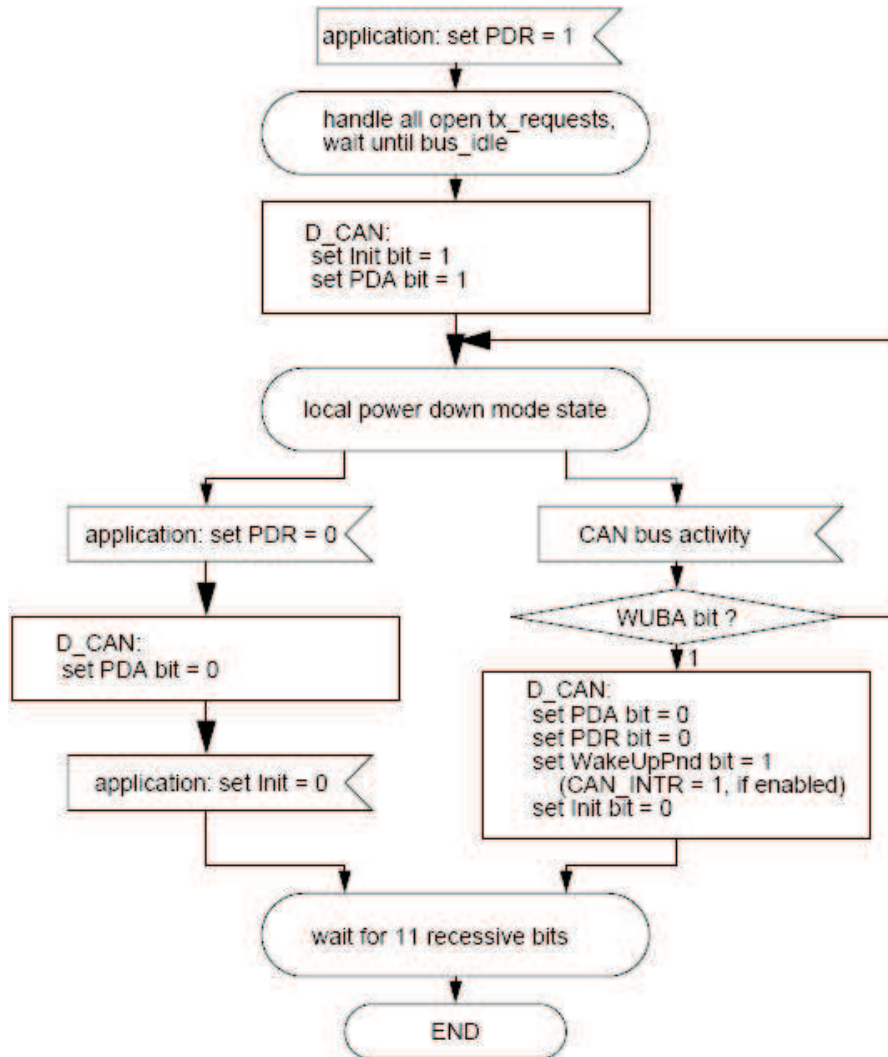 application: set PDR = 1
handle all open tx_requests,
wait until bus_idle
D_CAN:
set Init bit = 1
set PDA bit = 1
local power down mode state
application: set PDR = 0
D_CAN:
set PDA bit = 0
application: set Init = 0
CAN bus activity
WUBA bit ?
1
D_CAN:
set PDA bit = 0
set PDR bit = 0
set WakeUpPnd bit = 1
(CAN_INTR = 1, if enabled)
set Init bit = 0
wait for 11 recessive bits
END